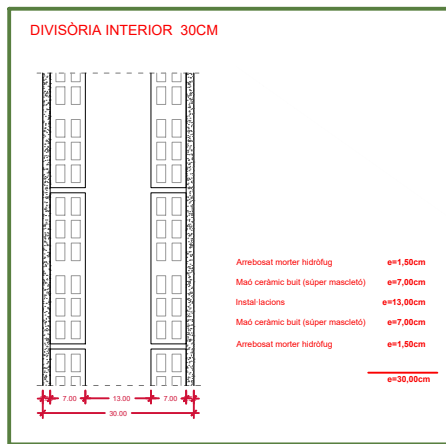 DIVISÒRIA INTERIOR 30CM
Arrebosat morter hidròfug e=1,50cm
Maó ceràmic buit (súper mascletó) e=7,00cm
Instal·lacions e=13,00cm
Maó ceràmic buit (súper mascletó) e=7,00cm
Arrebosat morter hidròfug e=1,50cm
e=30,00cm
7.00 13.00 7.00
30.00